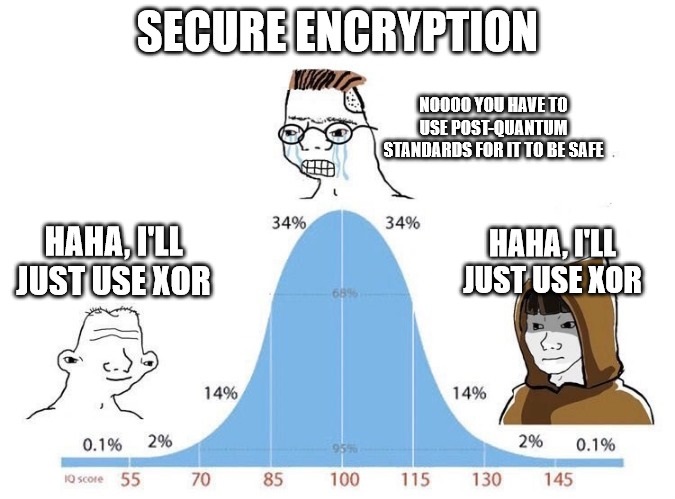 SECURE ENCRYPTION
NOOOO YOU HAVE TO
USE POST-QUANTUM
STANDARDS FOR IT TO BE SAFE
34%
34%
HAHA, I'LL
JUST USE XOR
HAHA, I'LL
JUST USE XOR
68%
14%
14%
0.1%
2%
95%
2%
0.1%
IQ score 55 70 85 100 115 130 145